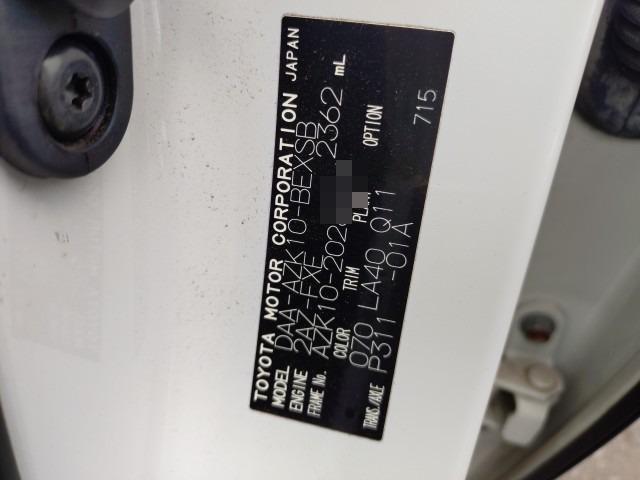 TOYOTA MOTOR CORPORATION JAPAN
MODEL DAA-AZK10-BEXSB
ENGINE 2AZ-FXE 2362 mL
FRAME No. AZK10-202
COLOR TRIM PLANT OPTION
070 LA40 Q11 715
TRANS./AXLE P311 -01A